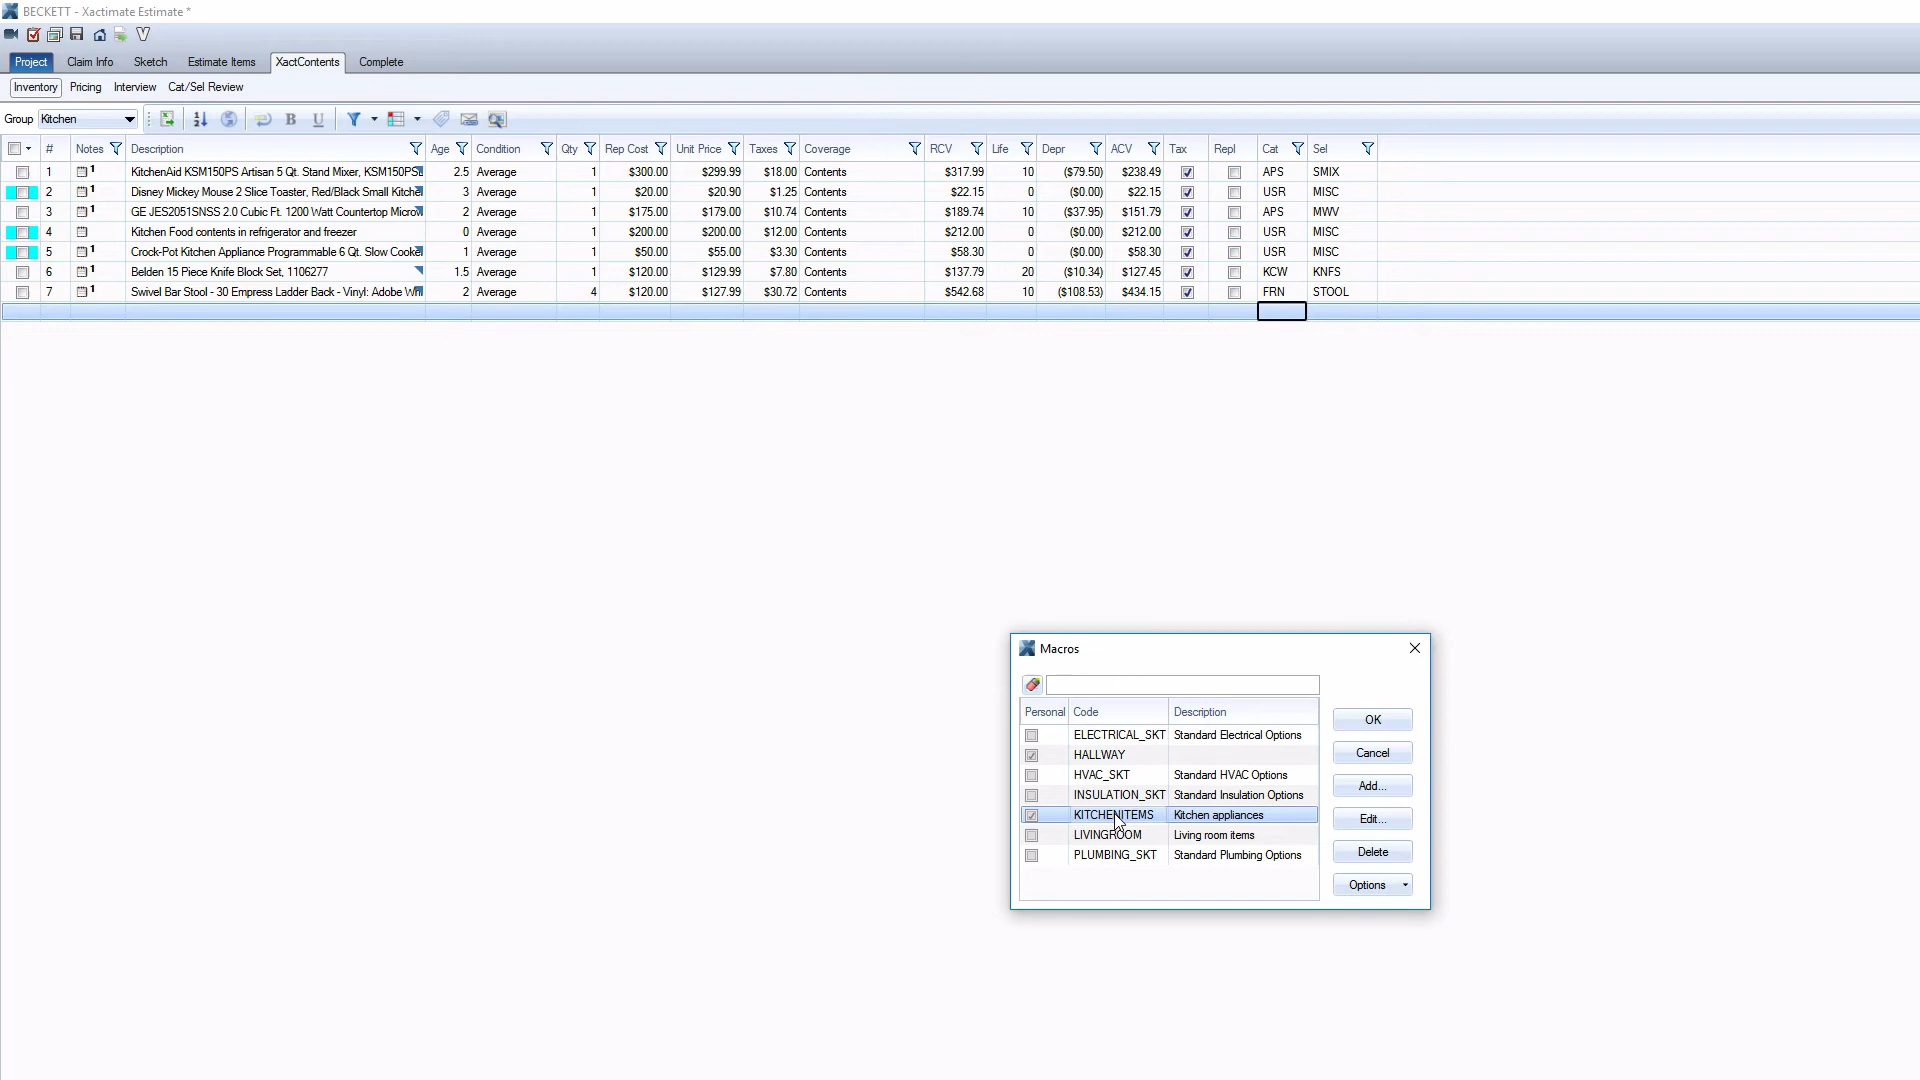 BECKETT - Xactimate Estimate *
Project Claim Info Sketch Estimate Items XactContents Complete
Inventory Pricing Interview Cat/Sel Review
Group Kitchen B U
# Notes Description Age Condition Qty Rep Cost Unit Price Taxes Coverage RCV Life Depr ACV Tax Repl Cat Sel
1 1 KitchenAid KSM150PS Artisan 5 Qt. Stand Mixer, 2.5 Average 1 $300.00 $299.99 $18.00 Contents $317.99 10 ($79.50) $238.49 APS SMIX
2 1 Disney Mickey Mouse 2 Slice Toaster, Red/Black Small 3 Average 1 $20.00 $20.90 $1.25 Contents $22.15 0 ($0.00) $22.15 USR MISC
3 1 GE JES2051SNSS 2.0 Cubic Ft. 1200 Watt Countertop 2 Average 1 $175.00 $179.00 $10.74 Contents $189.74 10 ($37.95) $151.79 APS MWV
4 Kitchen Food contents in refrigerator and freezer 0 Average 1 $200.00 $200.00 $12.00 Contents $212.00 0 ($0.00) $212.00 USR MISC
5 1 Crock-Pot Kitchen Appliance Programmable 6 Qt. Slow 1 Average 1 $50.00 $55.00 $3.30 Contents $58.30 0 ($0.00) $58.30 USR MISC
6 1 Belden 15 Piece Knife Block Set, 1106277 1.5 Average 1 $120.00 $129.99 $7.80 Contents $137.79 20 ($10.34) $127.45 KCW KNFS
7 1 Swivel Bar Stool - 30 Empress Ladder Back - Vinyl: Adobe 2 Average 4 $120.00 $127.99 $30.72 Contents $542.68 10 ($108.53) $434.15 FRN STOOL
Macros
Personal Code Description
ELECTRICAL_SKT Standard Electrical Options
HALLWAY
HVAC_SKT Standard HVAC Options
INSULATION_SKT Standard Insulation Options
KITCHENITEMS Kitchen appliances
LIVINGROOM Living room items
PLUMBING_SKT Standard Plumbing Options
OK
Cancel
Add...
Edit...
Delete
Options